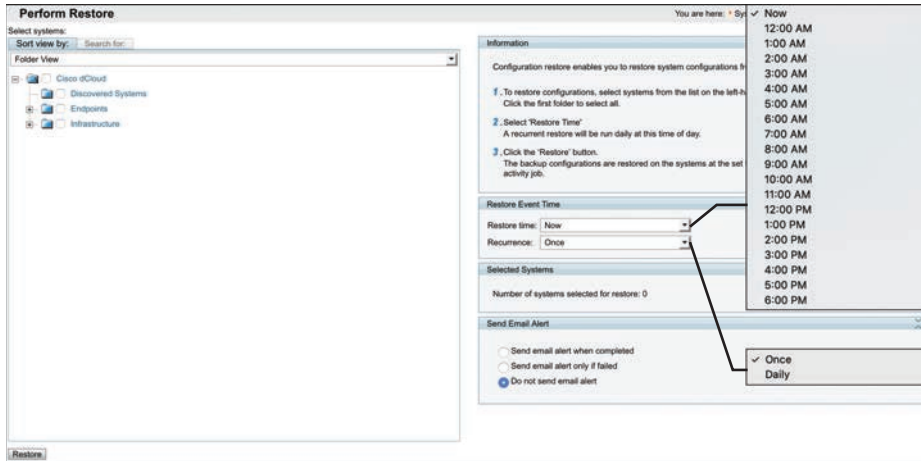 Perform Restore
You are here: • Sys
Select systems:
Sort view by:
Search for:
Folder View
Cisco dCloud
Discovered Systems
Endpoints
Infrastructure
Information
Configuration restore enables you to restore system configurations
1. To restore configurations, select systems from the list on the left-h
Click the first folder to select all.
2. Select 'Restore Time'
A recurrent restore will be run daily at this time of day.
3. Click the 'Restore' button.
The backup configurations are restored on the systems at the set
activity job.
Restore Event Time
Restore time: Now
Recurrence: Once
Selected Systems
Number of systems selected for restore: 0
Send Email Alert
Send email alert when completed
Send email alert only if failed
Do not send email alert
✓ Now
12:00 AM
1:00 AM
2:00 AM
3:00 AM
4:00 AM
5:00 AM
6:00 AM
7:00 AM
8:00 AM
9:00 AM
10:00 AM
11:00 AM
12:00 PM
1:00 PM
2:00 PM
3:00 PM
4:00 PM
5:00 PM
6:00 PM
✓ Once
Daily
Restore